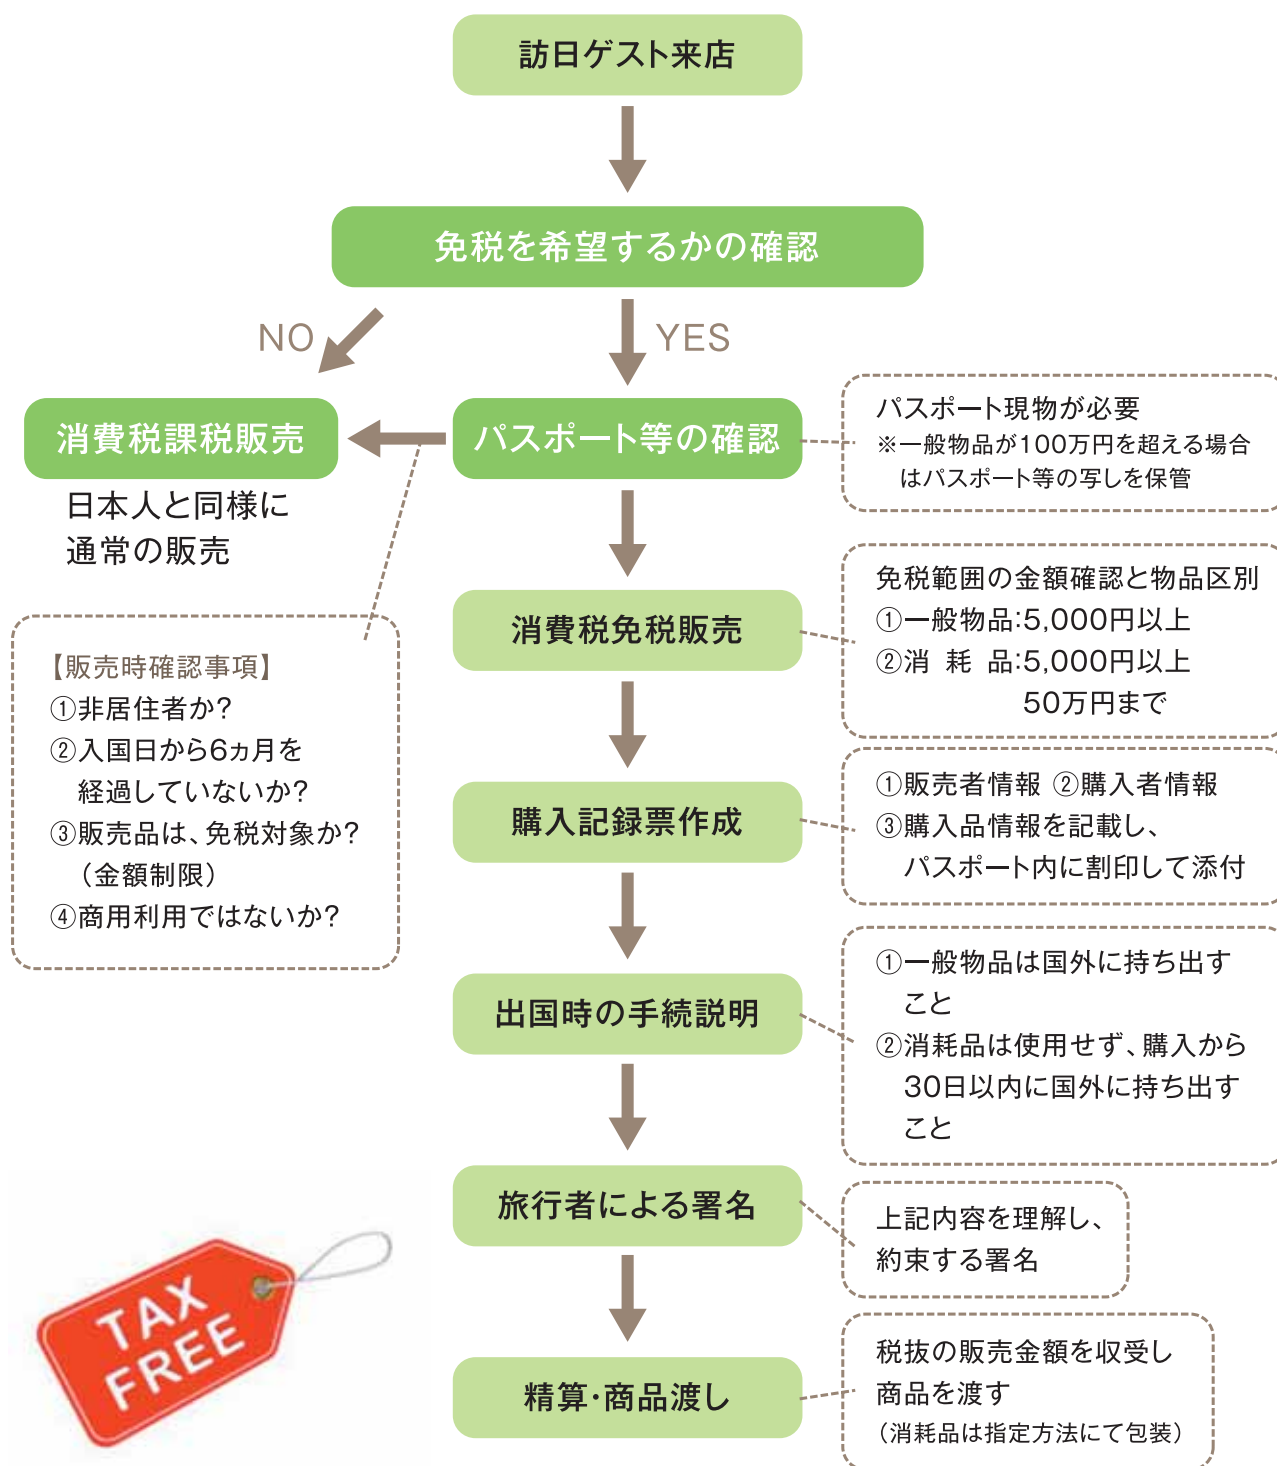 訪日ゲスト来店
免税を希望するかの確認
NO
YES
消費税課税販売
日本人と同様に
通常の販売
パスポート等の確認
パスポート現物が必要
※一般物品が100万円を超える場合
はパスポート等の写しを保管
【販売時確認事項】
①非居住者か?
②入国日から6ヵ月を
経過していないか?
③販売品は、免税対象か?
(金額制限)
④商用利用ではないか?
消費税免税販売
免税範囲の金額確認と物品区別
①一般物品:5,000円以上
②消 耗 品:5,000円以上
50万円まで
購入記録票作成
①販売者情報 ②購入者情報
③購入品情報を記載し、
パスポート内に割印して添付
出国時の手続説明
①一般物品は国外に持ち出す
こと
②消耗品は使用せず、購入から
30日以内に国外に持ち出す
こと
旅行者による署名
上記内容を理解し、
約束する署名
精算・商品渡し
税抜の販売金額を収受し
商品を渡す
(消耗品は指定方法にて包装)
TAX
FREE